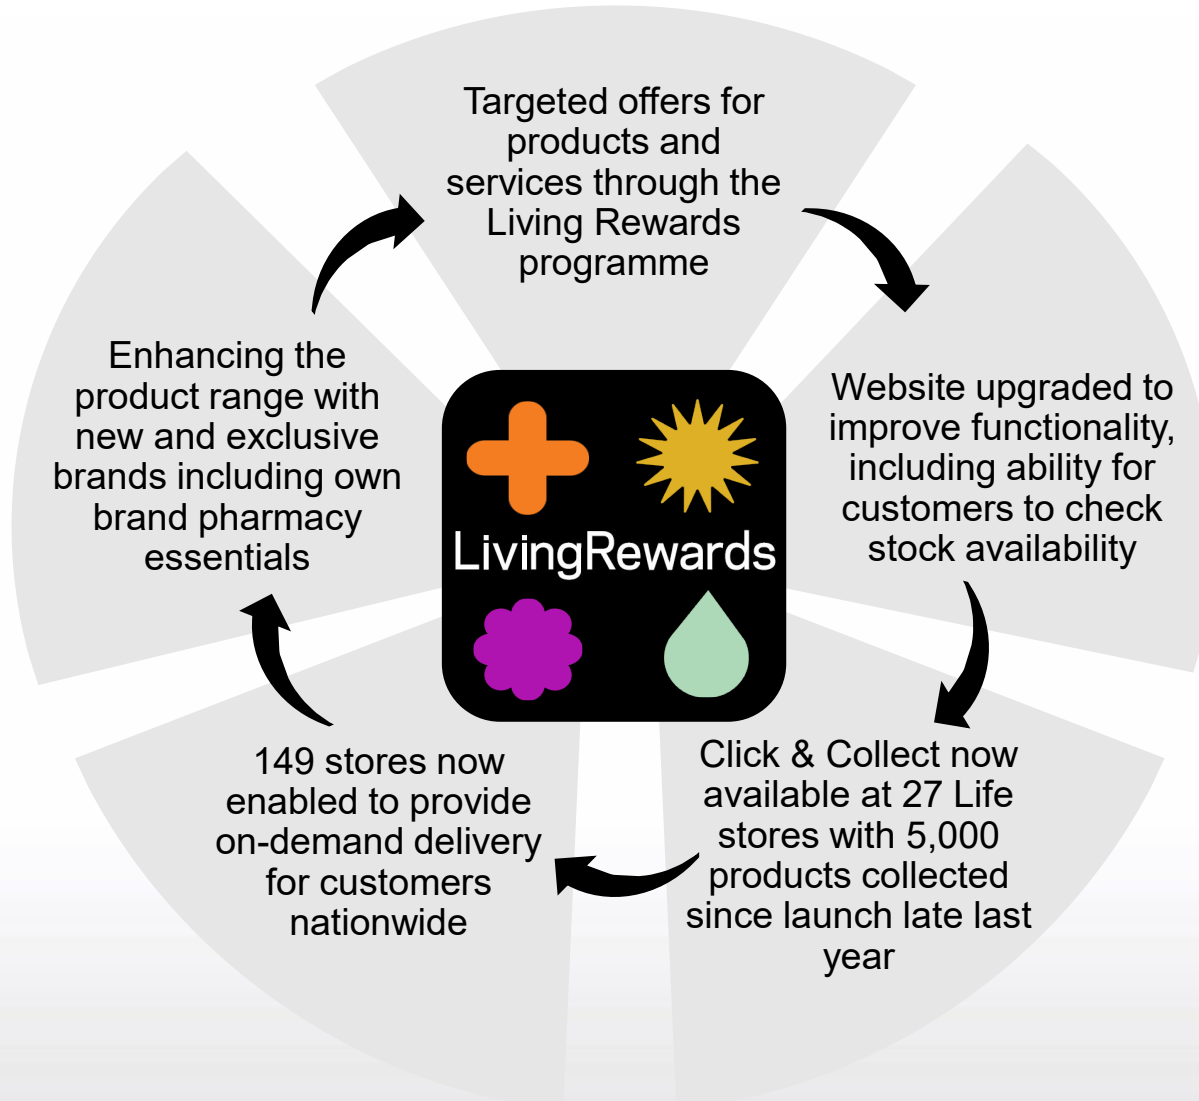 Targeted offers for
products and
services through the
Living Rewards
programme
Website upgraded to
improve functionality,
including ability for
customers to check
stock availability
Click & Collect now
available at 27 Life
stores with 5,000
products collected
since launch late last
year
149 stores now
enabled to provide
on-demand delivery
for customers
nationwide
Enhancing the
product range with
new and exclusive
brands including own
brand pharmacy
essentials
LivingRewards